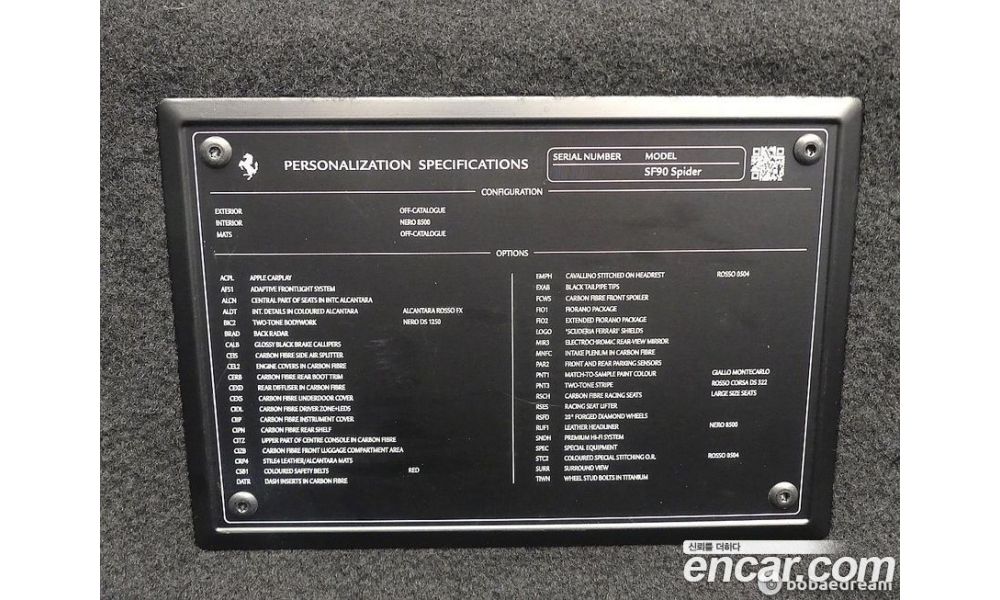 PERSONALIZATION SPECIFICATIONS
SERIAL NUMBER MODEL
SF90 Spider
CONFIGURATION
EXTERIOR OFF-CATALOGUE
INTERIOR NERO 8500
MATS OFF-CATALOGUE
OPTIONS
ACPL APPLE CARPLAY
AFS1 ADAPTIVE FRONTLIGHT SYSTEM
ALCN CENTRAL PART OF SEATS IN INTC ALCANTARA
ALDT INT. DETAILS IN COLOURED ALCANTARA ALCANTARA ROSSO FX
BIC2 TWO-TONE BODYWORK NERO DS 1250
BRAD BACK RADAR
CALB GLOSSY BLACK BRAKE CALLIPERS
CEIS CARBON FIBRE SIDE AIR SPLITTER
CEL2 ENGINE COVERS IN CARBON FIBRE
CERB CARBON FIBRE REAR BOOT TRIM
CEXD REAR DIFFUSER IN CARBON FIBRE
CEXS CARBON FIBRE UNDERDOOR COVER
CIDL CARBON FIBRE DRIVER ZONE+LEDS
CIIF CARBON FIBRE INSTRUMENT COVER
CIPN CARBON FIBRE REAR SHELF
CITZ UPPER PART OF CENTRE CONSOLE IN CARBON FIBRE
CIZB CARBON FIBRE FRONT LUGGAGE COMPARTMENT AREA
CRP4 STYLE4 LEATHER/ALCANTARA MATS
CSB1 COLOURED SAFETY BELTS RED
DATR DASH INSERTS IN CARBON FIBRE
EMPH CAVALLINO STITCHED ON HEADREST ROSSO 0504
EXAB BLACK TAILPIPE TIPS
FCWS CARBON FIBRE FRONT SPOILER
FIO1 FIORANO PACKAGE
FIO2 EXTENDED FIORANO PACKAGE
LOGO "SCUDERIA FERRARI" SHIELDS
MIR3 ELECTROCHROMIC REAR-VIEW MIRROR
MNFC INTAKE PLENUM IN CARBON FIBRE
PAR2 FRONT AND REAR PARKING SENSORS
PNT1 MATCH-TO-SAMPLE PAINT COLOUR GIALLO MONTECARLO
PNT3 TWO-TONE STRIPE ROSSO CORSA DS 322
RSCH CARBON FIBRE RACING SEATS LARGE SIZE SEATS
RSES RACING SEAT LIFTER
RSFD 20" FORGED DIAMOND WHEELS
RUF1 LEATHER HEADLINER NERO 8500
SNDH PREMIUM HI-FI SYSTEM
SPEC SPECIAL EQUIPMENT
STC2 COLOURED SPECIAL STITCHING O.R. ROSSO 0504
SURR SURROUND VIEW
TIWN WHEEL STUD BOLTS IN TITANIUM
신뢰를 더하다
encar.com
bobaedream